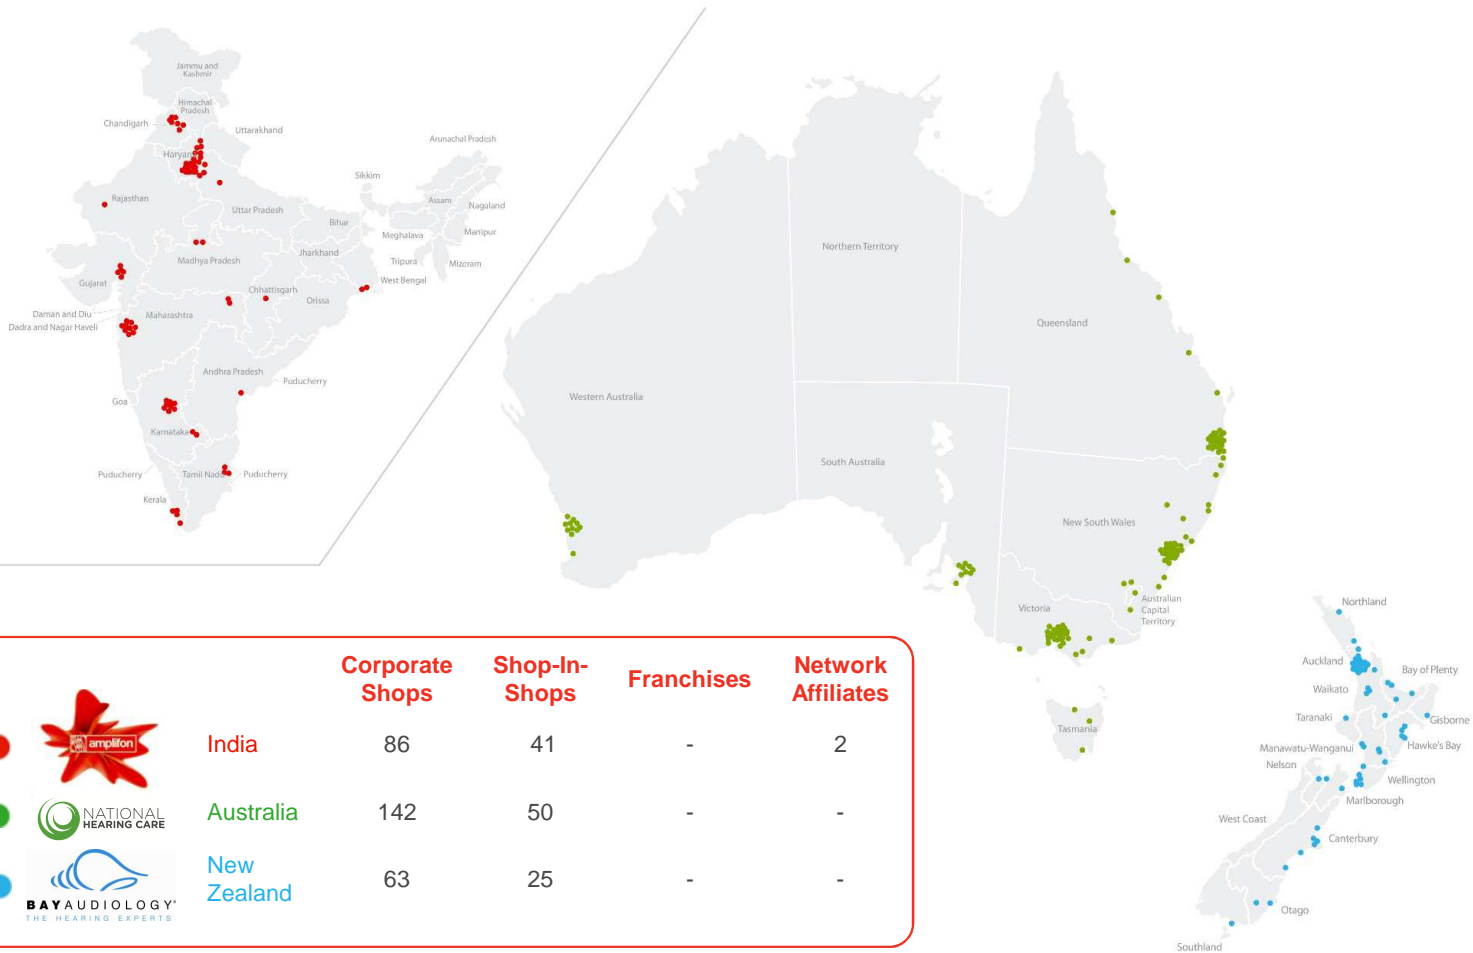 Jammu and
Kashmir
Himachal
Pradesh
Chandigarh
Uttarakhand
Arunachal Pradesh
Haryana
Sikkim
Rajasthan
Assam
Nagaland
Uttar Pradesh
Bihar
Meghalava
Manipur
Jharkhand
Madhya Pradesh
Tripura
Mizeram
West Bengal
Gujarat
Chhattisgarh
Orissa
Daman and Diu
Maharashtra
Dadra and Nagar Haveli
Andhra Pradesh
Puducherry
Goa
Karnataka
Puducherry
Tamil Nadu
Puducherry
Kerala
Northern Territory
Queensland
Western Australia
South Australia
New South Wales
Victoria
Australian
Capital
Territory
Tasmania
Northland
Auckland
Bay of Plenty
Waikato
Taranaki
Gisborne
Manawatu-Wanganui
Hawke's Bay
Nelson
Wellington
Marlborough
West Coast
Canterbury
Otago
Southland
Corporate Shops
Shop-In-Shops
Franchises
Network Affiliates
amplifon
India 86 41 - 2
NATIONAL
HEARING CARE
Australia 142 50 - -
BAYAUDIOLOGY
THE HEARING EXPERTS
New Zealand 63 25 - -